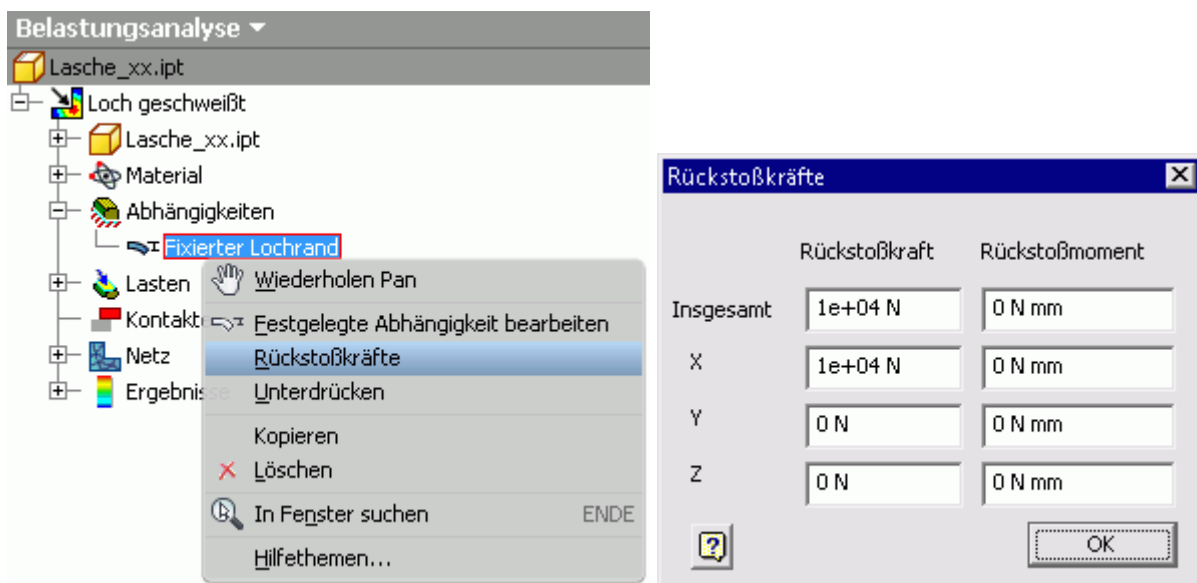 Belastungsanalyse
Lasche_xx.ipt
Loch geschweißt
Lasche_xx.ipt
Material
Abhängigkeiten
Fixierter Lochrand
Lasten
Kontakt
Netz
Ergebnisse
Wiederholen Pan
Festgelegte Abhängigkeit bearbeiten
Rückstoßkräfte
Unterdrücken
Kopieren
Löschen
In Fenster suchen ENDE
Hilfethemen...
Rückstoßkräfte
Rückstoßkraft Rückstoßmoment
Insgesamt 1e+04 N 0 N mm
X 1e+04 N 0 N mm
Y 0 N 0 N mm
Z 0 N 0 N mm
OK